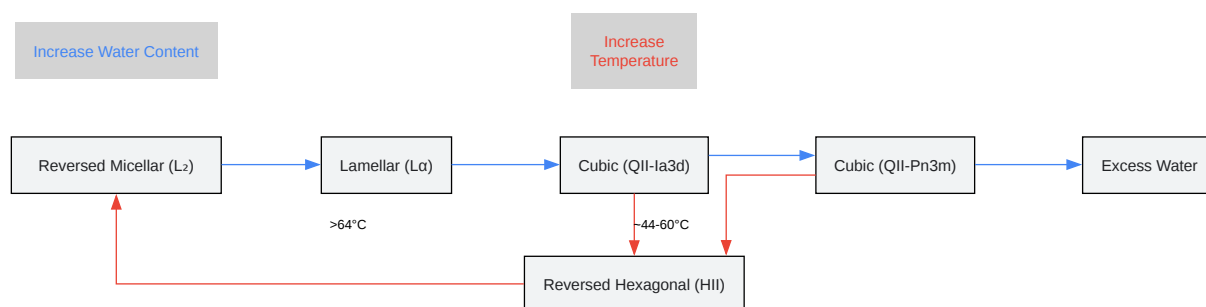 Increase Water Content
Increase
Temperature
Reversed Micellar (L₂)
Lamellar (Lα)
Cubic (QII-Ia3d)
Cubic (QII-Pn3m)
Excess Water
>64°C
~44-60°C
Reversed Hexagonal (HII)